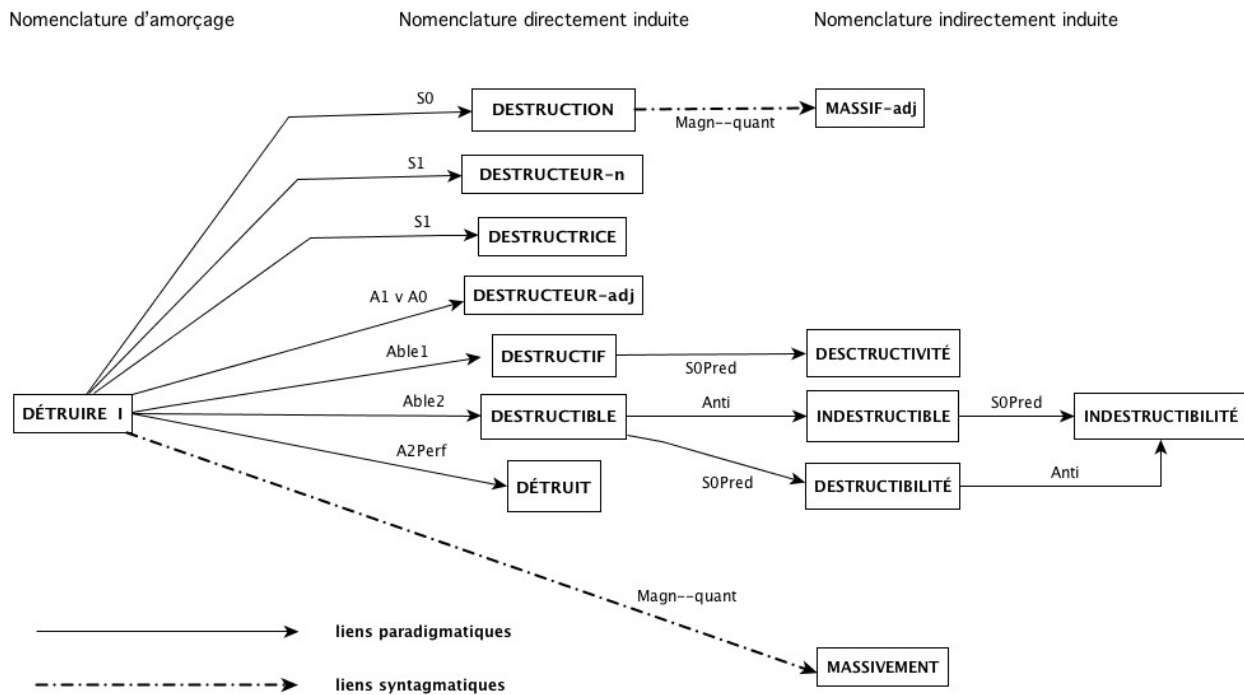 Nomenclature d'amorçage
Nomenclature directement induite
Nomenclature indirectement induite
S0
DESTRUCTION
Magn--quant
MASSIF-adj
S1
DESTRUCTEUR-n
S1
DESTRUCTRICE
A1 v A0
DESTRUCTEUR-adj
Able1
DESTRUCTIF
S0Pred
DESCTRUCTIVITÉ
DÉTRUIRE I
Able2
DESTRUCTIBLE
Anti
INDESTRUCTIBLE
S0Pred
INDESTRUCTIBILITÉ
A2Perf
DÉTRUIT
S0Pred
DESTRUCTIBILITÉ
Anti
Magn--quant
MASSIVEMENT
liens paradigmatiques
liens syntagmatiques